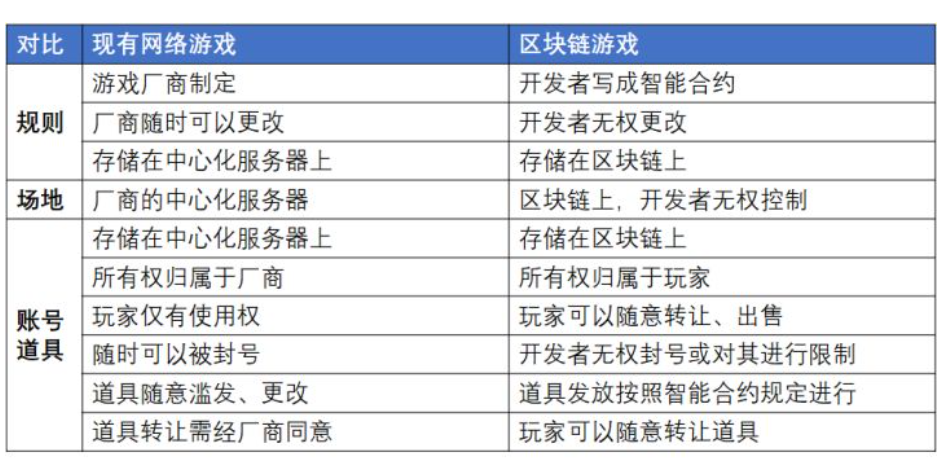 对比 现有网络游戏 区块链游戏
规则 游戏厂商制定 开发者写成智能合约
厂商随时可以更改 开发者无权更改
存储在中心化服务器上 存储在区块链上
场地 厂商的中心化服务器 区块链上，开发者无权控制
账号道具 存储在中心化服务器上 存储在区块链上
所有权归属于厂商 所有权归属于玩家
玩家仅有使用权 玩家可以随意转让、出售
随时可以被封号 开发者无权封号或对其进行限制
道具随意滥发、更改 道具发放按照智能合约规定进行
道具转让需经厂商同意 玩家可以随意转让道具